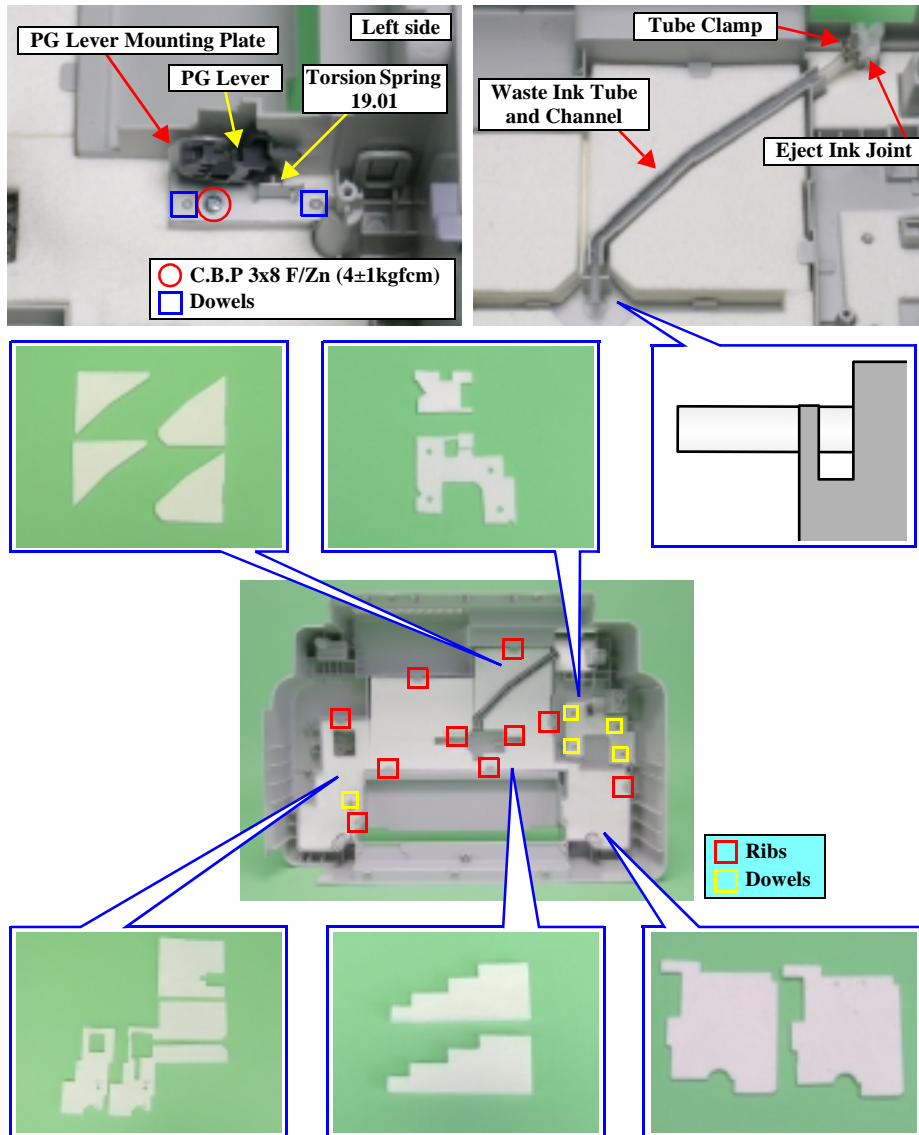 Left side
PG Lever Mounting Plate
PG Lever
Torsion Spring
19.01
C.B.P 3x8 F/Zn (4±1kgfcm)
Dowels
Tube Clamp
Waste Ink Tube
and Channel
Eject Ink Joint
Ribs
Dowels